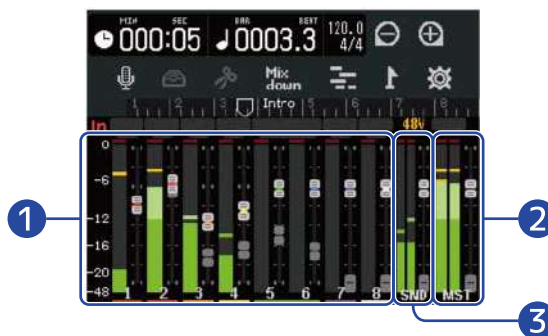 MIN SEC BAR BEAT
000:05 0003.3 120.0 4/4
Mix down
1 2 3 Intro 5 6 7 8
In 48V
0
-6
-12
-16
-20
-48 1 2 3 4 5 6 7 8 SND MST
1
2
3